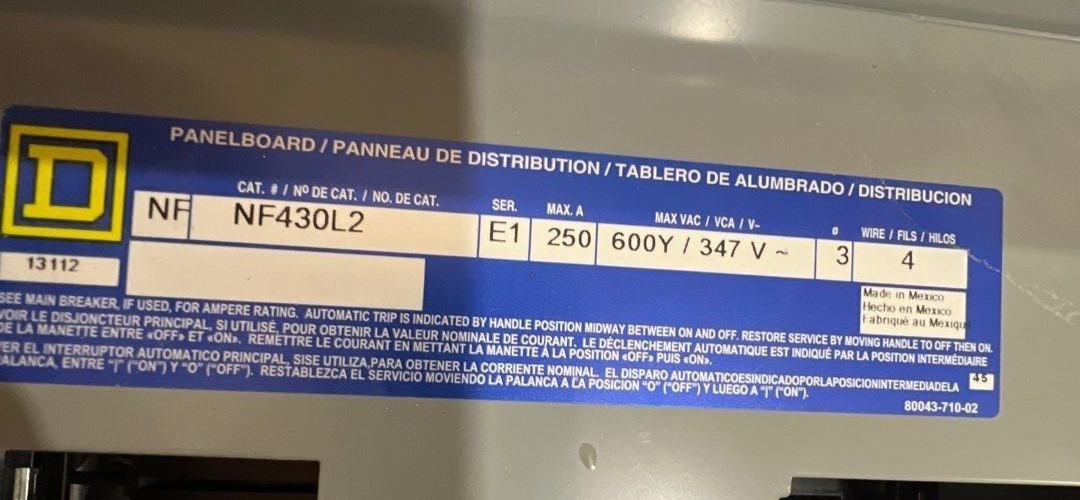 D
PANELBOARD / PANNEAU DE DISTRIBUTION / TABLERO DE ALUMBRADO / DISTRIBUCION
CAT. # / Nº DE CAT. / NO. DE CAT. SER. MAX. A MAX VAC / VCA / V~ ø WIRE / FILS / HILOS
NF NF430L2 E1 250 600Y / 347 V ~ 3 4
13112
Made in Mexico
Hecho en Mexico
Fabriqué au Mexique
SEE MAIN BREAKER, IF USED, FOR AMPERE RATING. AUTOMATIC TRIP IS INDICATED BY HANDLE POSITION MIDWAY BETWEEN ON AND OFF. RESTORE SERVICE BY MOVING HANDLE TO OFF THEN ON.
VOIR LE DISJONCTEUR PRINCIPAL, SI UTILISÉ, POUR OBTENIR LA VALEUR NOMINALE DE COURANT. LE DÉCLENCHEMENT AUTOMATIQUE EST INDIQUÉ PAR LA POSITION INTERMÉDIAIRE
DE LA MANETTE ENTRE «OFF» ET «ON». REMETTRE LE COURANT EN METTANT LA MANETTE À LA POSITION «OFF» PUIS «ON».
ER EL INTERRUPTOR AUTOMATICO PRINCIPAL, SISE UTILIZA,PARA OBTENER LA CORRIENTE NOMINAL. EL DISPARO AUTOMATICOESINDICADOPORLAPOSICIONINTERMEDIADELA
ALANCA, ENTRE "|" ("ON") Y "O" ("OFF"). RESTABLEZCA EL SERVICIO MOVIENDO LA PALANCA A LA POSICION "O" ("OFF") Y LUEGO A "|" ("ON").
45
80043-710-02